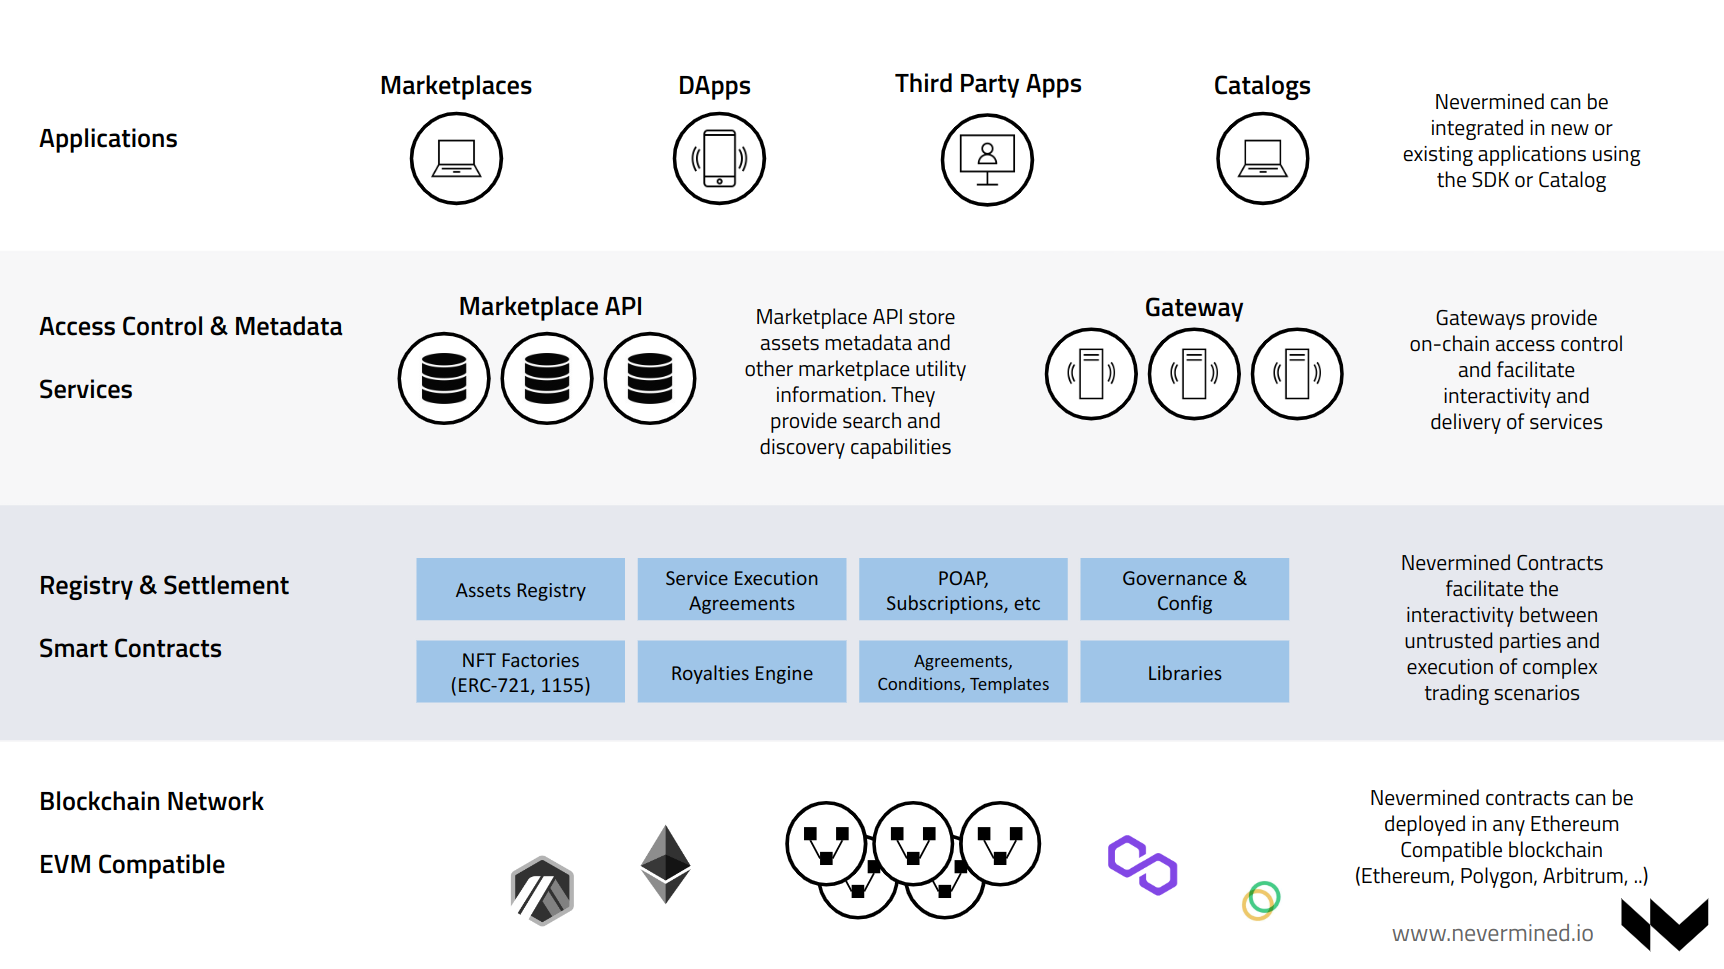 Applications
Marketplaces
DApps
Third Party Apps
Catalogs
Nevermined can be
integrated in new or
existing applications using
the SDK or Catalog
Access Control & Metadata
Services
Marketplace API
Marketplace API store
assets metadata and
other marketplace utility
information. They
provide search and
discovery capabilities
Gateway
Gateways provide
on-chain access control
and facilitate
interactivity and
delivery of services
Registry & Settlement
Smart Contracts
Assets Registry
Service Execution
Agreements
POAP,
Subscriptions, etc
Governance &
Config
NFT Factories
(ERC-721, 1155)
Royalties Engine
Agreements,
Conditions, Templates
Libraries
Nevermined Contracts
facilitate the
interactivity between
untrusted parties and
execution of complex
trading scenarios
Blockchain Network
EVM Compatible
Nevermined contracts can be
deployed in any Ethereum
Compatible blockchain
(Ethereum, Polygon, Arbitrum, ..)
www.nevermined.io